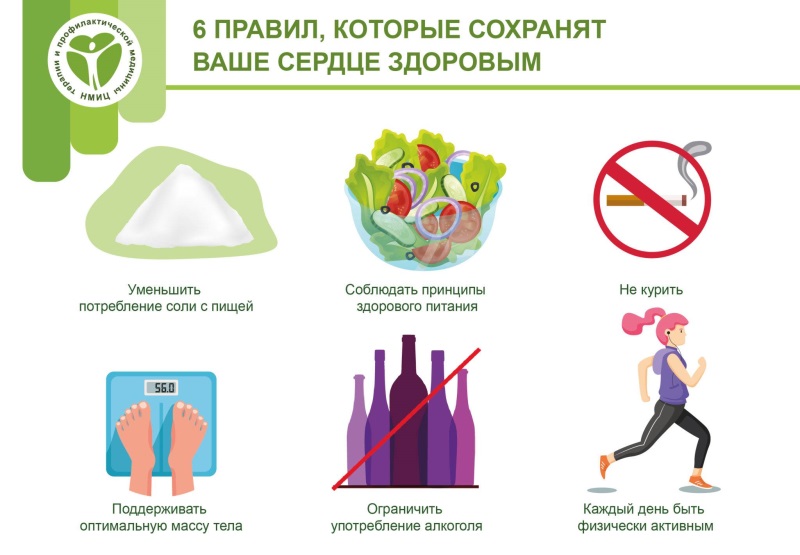 НМИЦ терапии и профилактической медицины
6 ПРАВИЛ, КОТОРЫЕ СОХРАНЯТ
ВАШЕ СЕРДЦЕ ЗДОРОВЫМ
Уменьшить
потребление соли с пищей
Соблюдать принципы
здорового питания
Не курить
56.0
Поддерживать
оптимальную массу тела
Ограничить
употребление алкоголя
Каждый день быть
физически активным